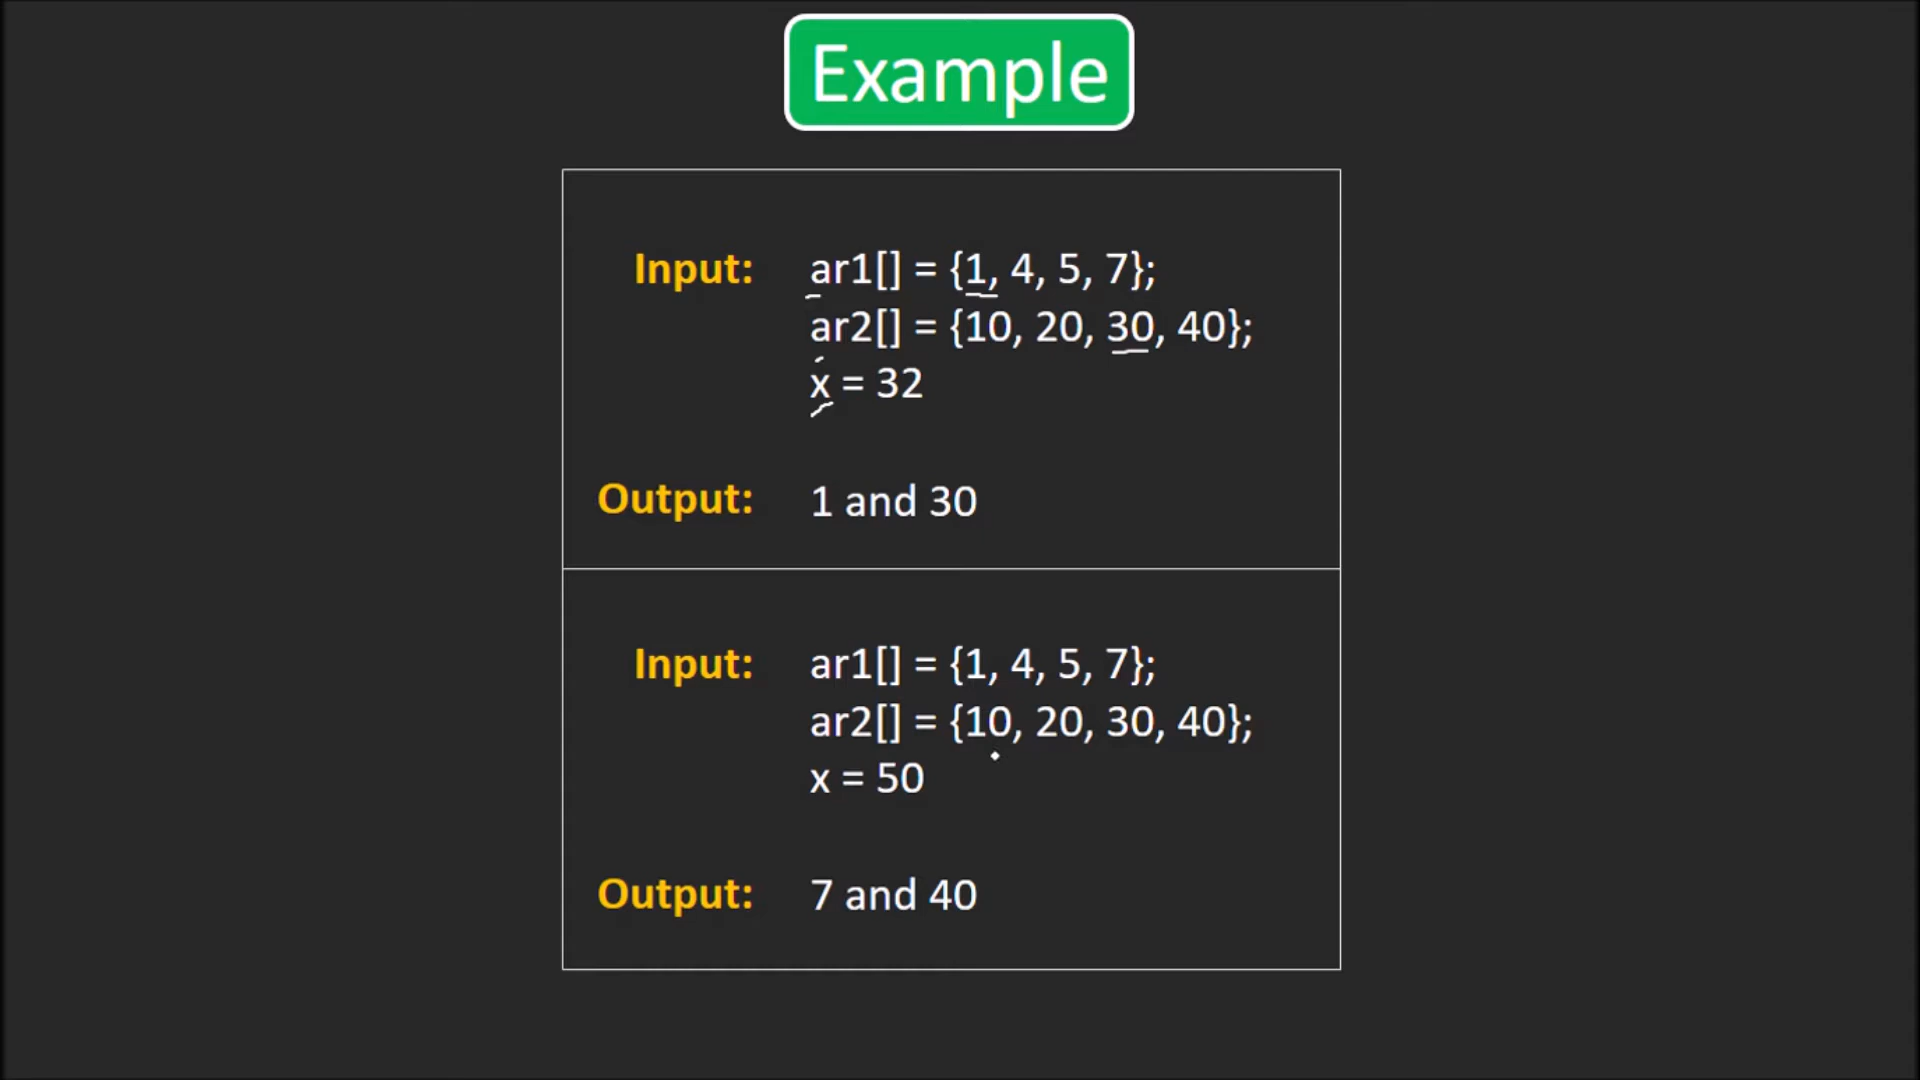 Example
Input: ar1[] = {1, 4, 5, 7};
ar2[] = {10, 20, 30, 40};
x = 32
Output: 1 and 30
Input: ar1[] = {1, 4, 5, 7};
ar2[] = {10, 20, 30, 40};
x = 50
Output: 7 and 40